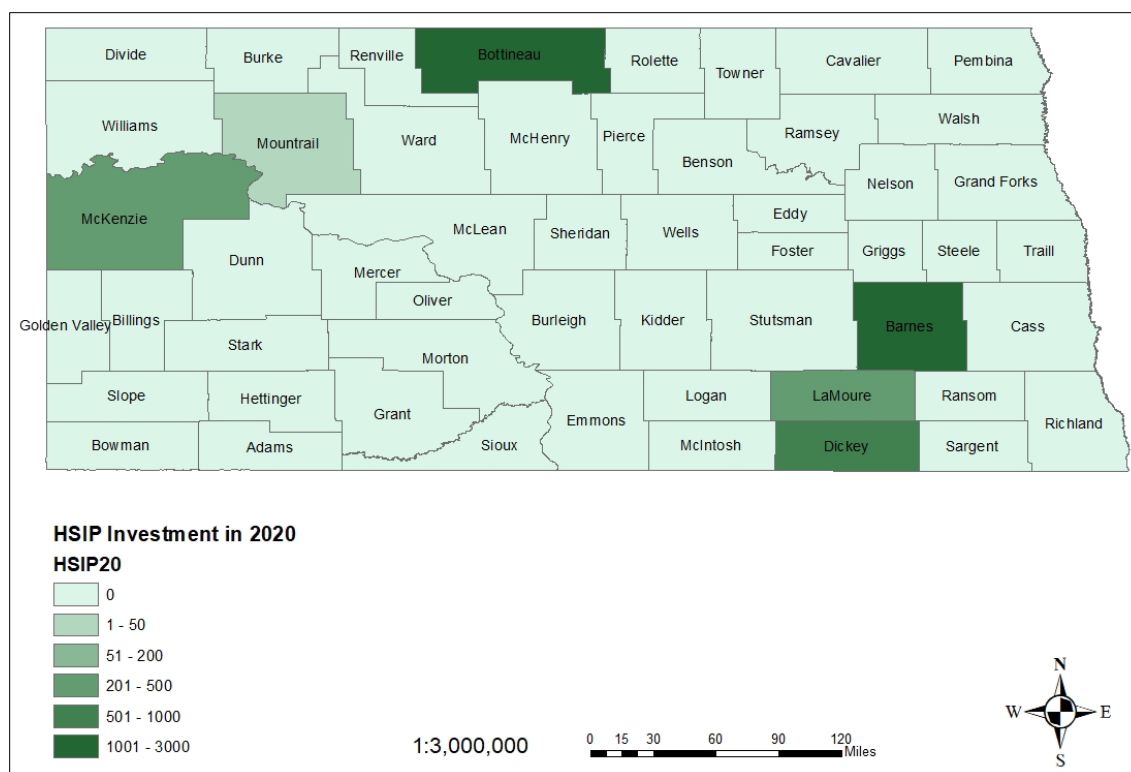 Divide
Burke
Renville
Bottineau
Rolette
Towner
Cavalier
Pembina
Williams
Mountrail
Ward
McHenry
Pierce
Benson
Ramsey
Walsh
Nelson
Grand Forks
McKenzie
Dunn
McLean
Sheridan
Wells
Eddy
Foster
Griggs
Steele
Traill
Mercer
Oliver
Golden Valley
Billings
Stark
Morton
Burleigh
Kidder
Stutsman
Barnes
Cass
Slope
Hettinger
Grant
Emmons
Logan
LaMoure
Ransom
Richland
Bowman
Adams
Sioux
McIntosh
Dickey
Sargent
HSIP Investment in 2020
HSIP20
0
1 - 50
51 - 200
201 - 500
501 - 1000
1001 - 3000
1:3,000,000
0 15 30 60 90 120
Miles
N
W E
S